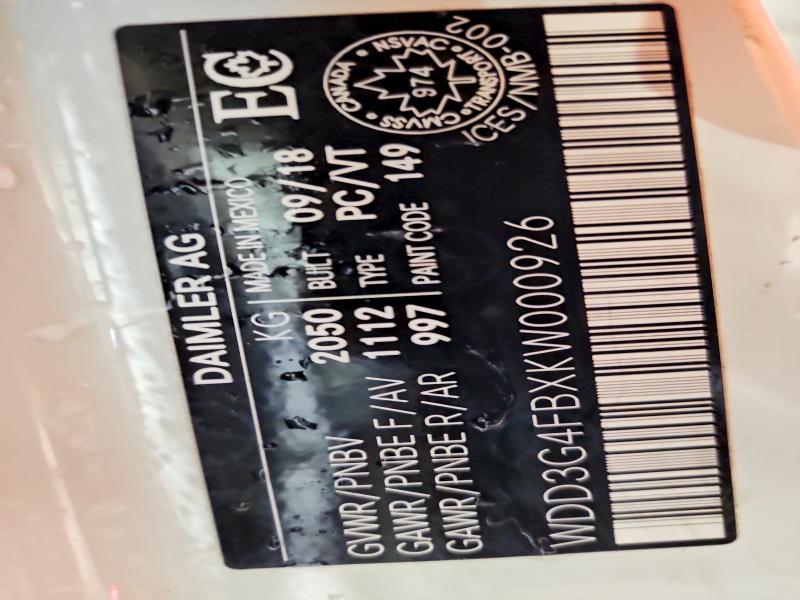 DAIMLER AG
KG | MADE IN MEXICO
EC
GVWR/PNBV 2050 BUILT 09/18
GAWR/PNBE F/AV 1112 TYPE PC/VT
GAWR/PNBE R/AR 997 PAINT CODE 149
CANADA • NSVAC • TRANSPORT • CMVSS
974
ICES/NMB-002
WDD3G4FBXKW000926